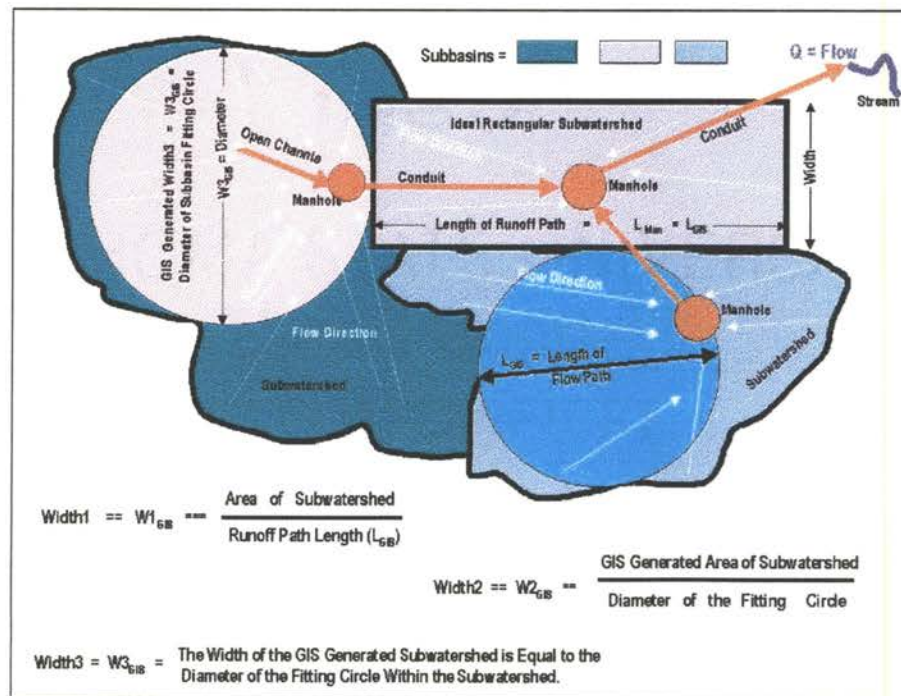 Subbasins =
Q = Flow
Stream
Ideal Rectangular Subwatershed
Conduit
GIS Generated Width3 = W3GIS =
Diameter of Subbasin Fitting Circle
W3GIS = Diameter
Open Channle
Manhole
Conduit
Manhole
Width
Length of Runoff Path = LMan = LGIS
Flow Direction
Manhole
Flow Direction
LGIS = Length of
Flow Path
Subwatershed
Subwatershed
Width1 == W1GIS === Area of Subwatershed
Runoff Path Length (LGIS)
Width2 == W2GIS == GIS Generated Area of Subwatershed
Diameter of the Fitting Circle
Width3 = W3GIS = The Width of the GIS Generated Subwatershed is Equal to the
Diameter of the Fitting Circle Within the Subwatershed.